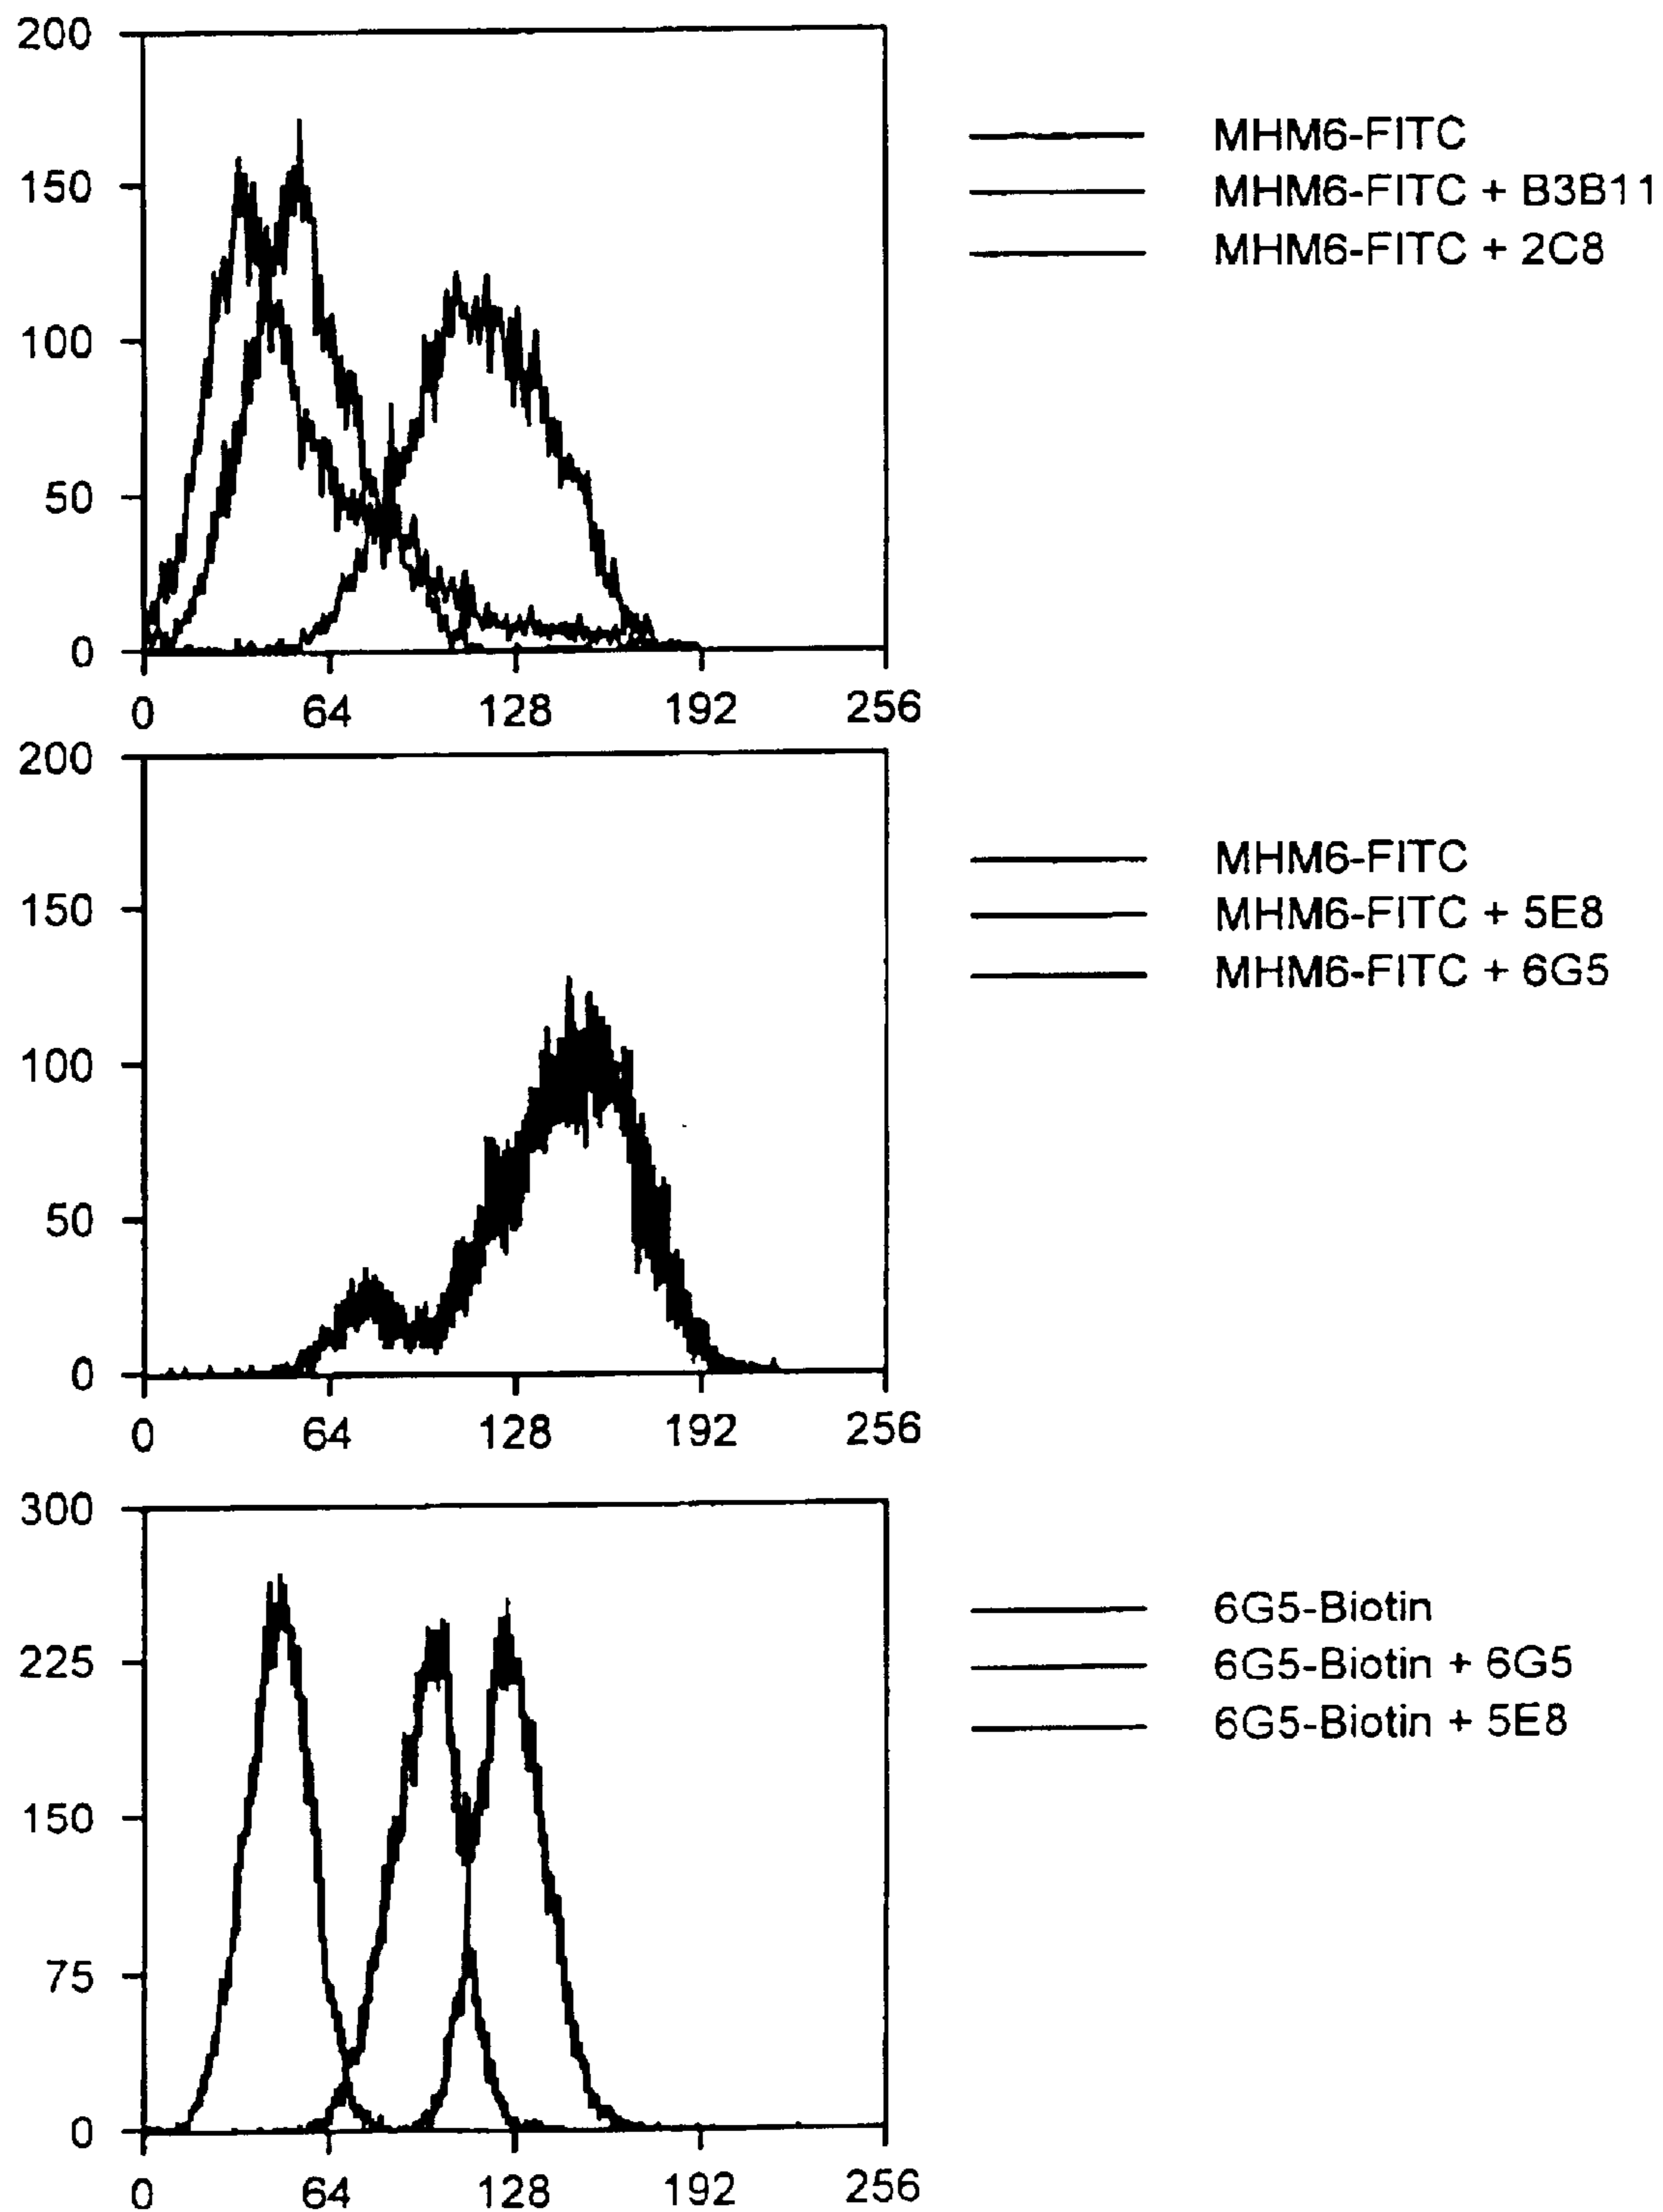 200
150
100
50
0
0 64 128 192 256
MHM6-FITC
MHM6-FITC + B3B11
MHM6-FITC + 2C8
200
150
100
50
0
0 64 128 192 256
MHM6-FITC
MHM6-FITC + 5E8
MHM6-FITC + 6G5
300
225
150
75
0
0 64 128 192 256
6G5-Biotin
6G5-Biotin + 6G5
6G5-Biotin + 5E8